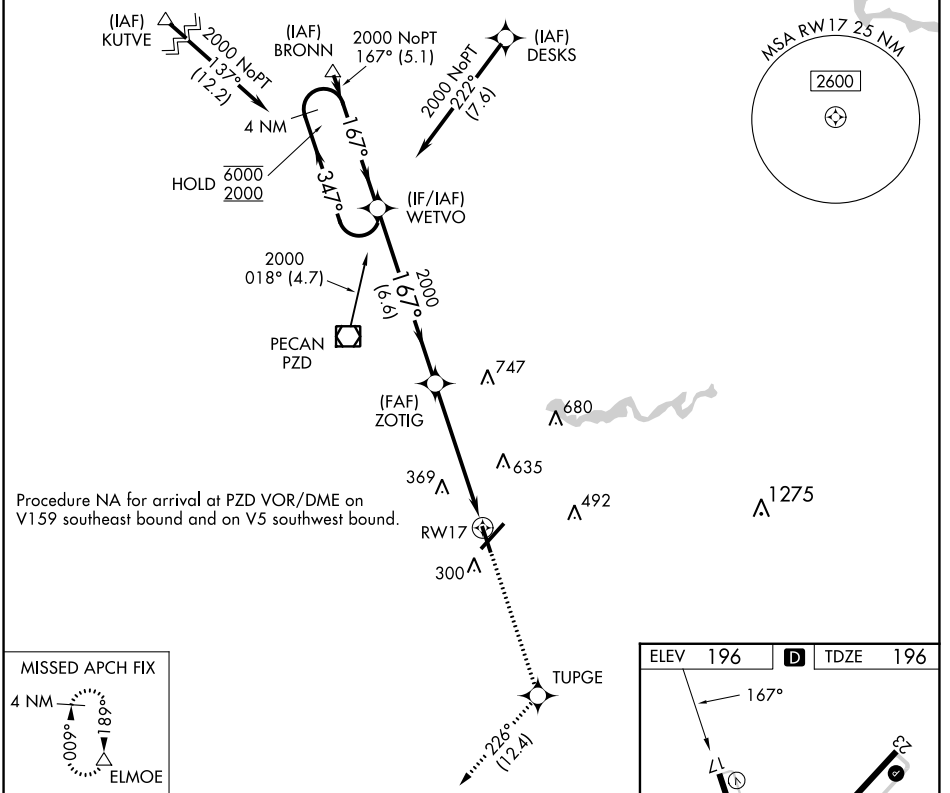 (IAF)
KUTVE
2000 NoPT
137°
(12.2)
(IAF)
BRONN
2000 NoPT
167° (5.1)
(IAF)
DESKS
2000 NoPT
222°
(7.6)
MSA RW17 25 NM
2600
4 NM
167°
347°
HOLD
6000
2000
(IF/IAF)
WETVO
2000
018° (4.7)
2000
167°
(6.6)
PECAN
PZD
(FAF)
ZOTIG
747
680
635
369
492
1275
Procedure NA for arrival at PZD VOR/DME on
V159 southeast bound and on V5 southwest bound.
RW17
300
MISSED APCH FIX
4 NM
009°
189°
ELMOE
TUPGE
226°
(12.4)
ELEV 196 D TDZE 196
167°
17
23
P